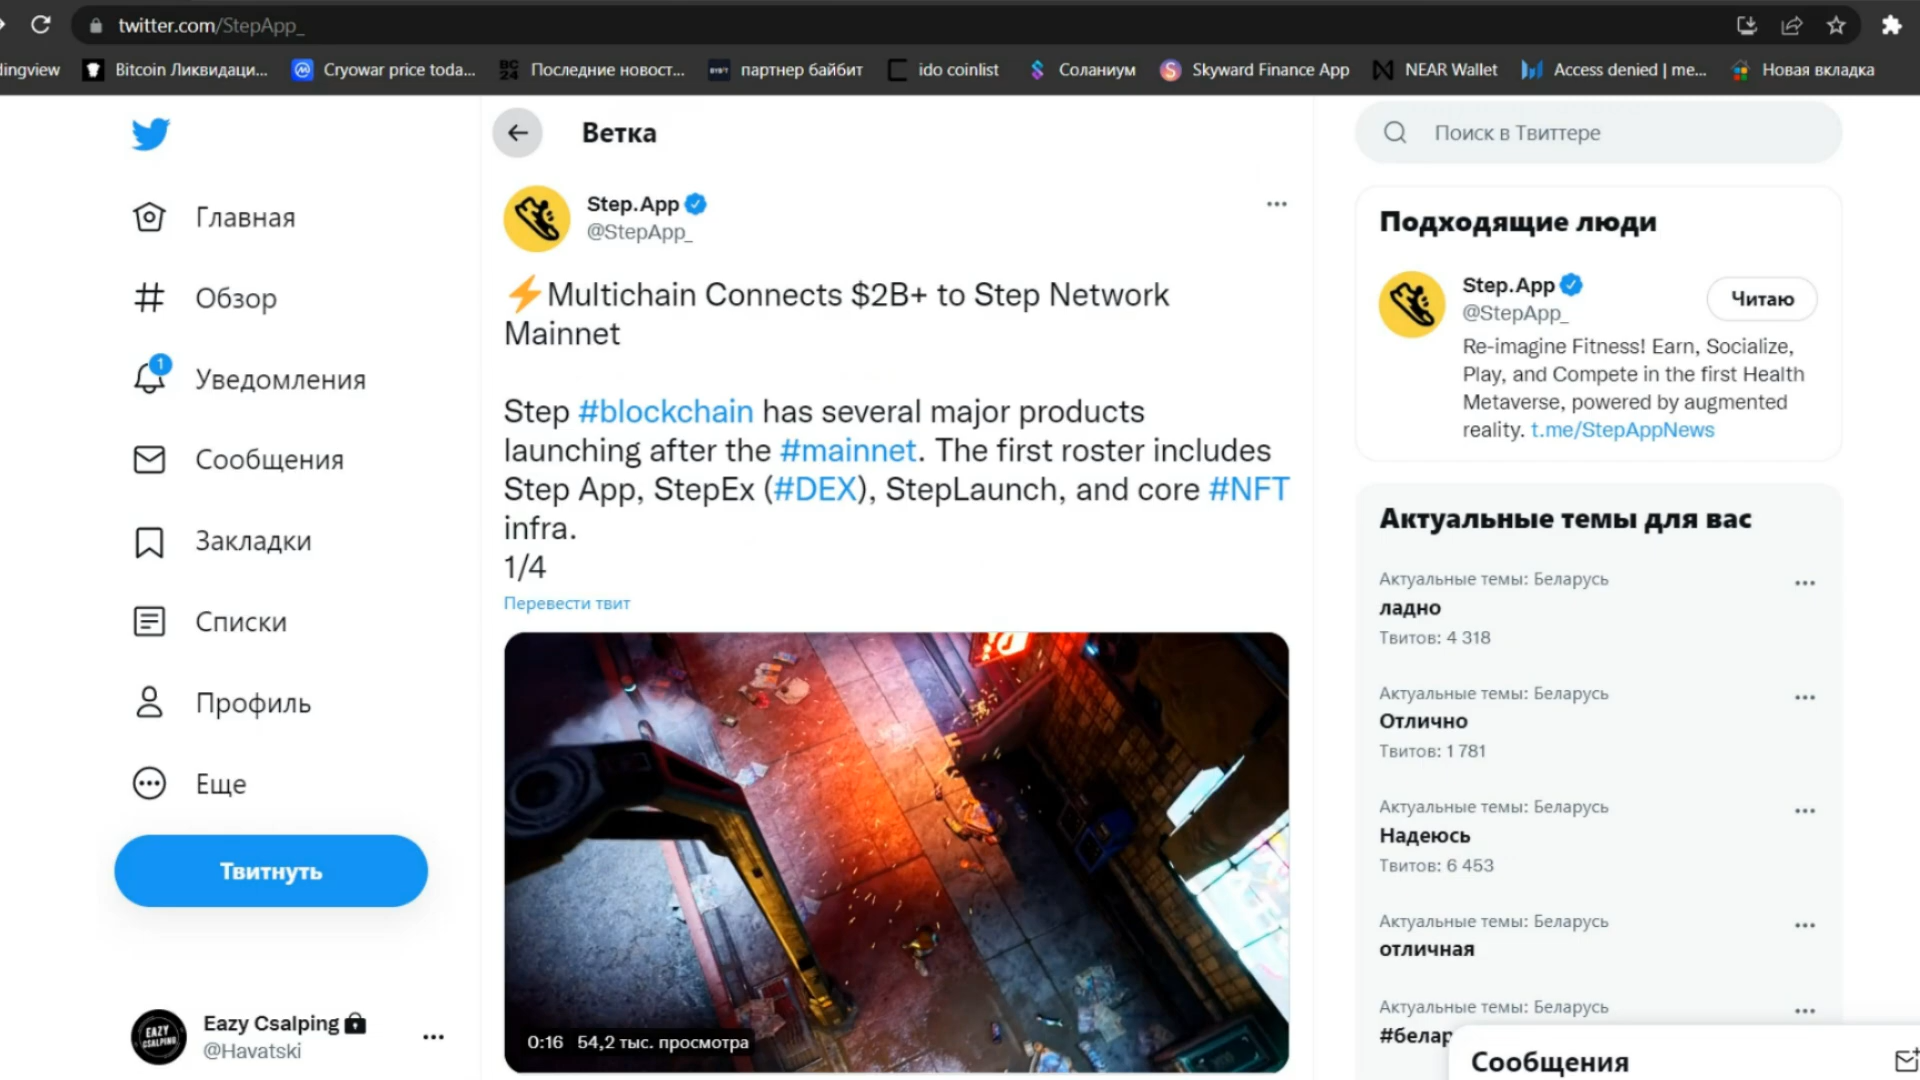 twitter.com/StepApp_
dingview
Bitcoin Ликвидаци...
Cryowar price toda...
BC
24
Последние новост...
партнер байбит
ido coinlist
Соланиум
Skyward Finance App
NEAR Wallet
Access denied | me...
Новая вкладка
Главная
Обзор
1
Уведомления
Сообщения
Закладки
Списки
Профиль
Еще
Твитнуть
EAZY
CSALPING
Eazy Csalping
@Havatski
Ветка
Step.App
@StepApp_
⚡Multichain Connects $2B+ to Step Network
Mainnet
Step #blockchain has several major products
launching after the #mainnet. The first roster includes
Step App, StepEx (#DEX), StepLaunch, and core #NFT
infra.
1/4
Перевести твит
0:16 54,2 тыс. просмотра
Поиск в Твиттере
Подходящие люди
Step.App
@StepApp_
Читаю
Re-imagine Fitness! Earn, Socialize,
Play, and Compete in the first Health
Metaverse, powered by augmented
reality. t.me/StepAppNews
Актуальные темы для вас
Актуальные темы: Беларусь
ладно
Твитов: 4 318
Актуальные темы: Беларусь
Отлично
Твитов: 1 781
Актуальные темы: Беларусь
Надеюсь
Твитов: 6 453
Актуальные темы: Беларусь
отличная
Актуальные темы: Беларусь
#белар
Сообщения